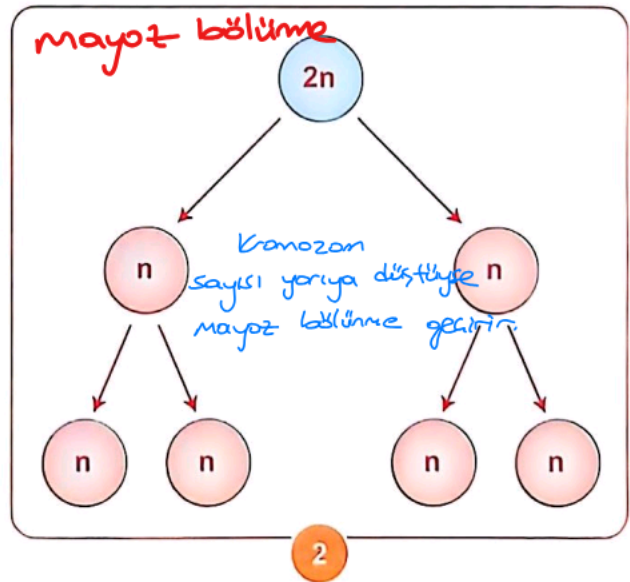 mayoz bölünme
2n
n
n
Kromozom
sayısı yarıya düştüyse
mayoz bölünme geçirir.
n
n
n
n
2